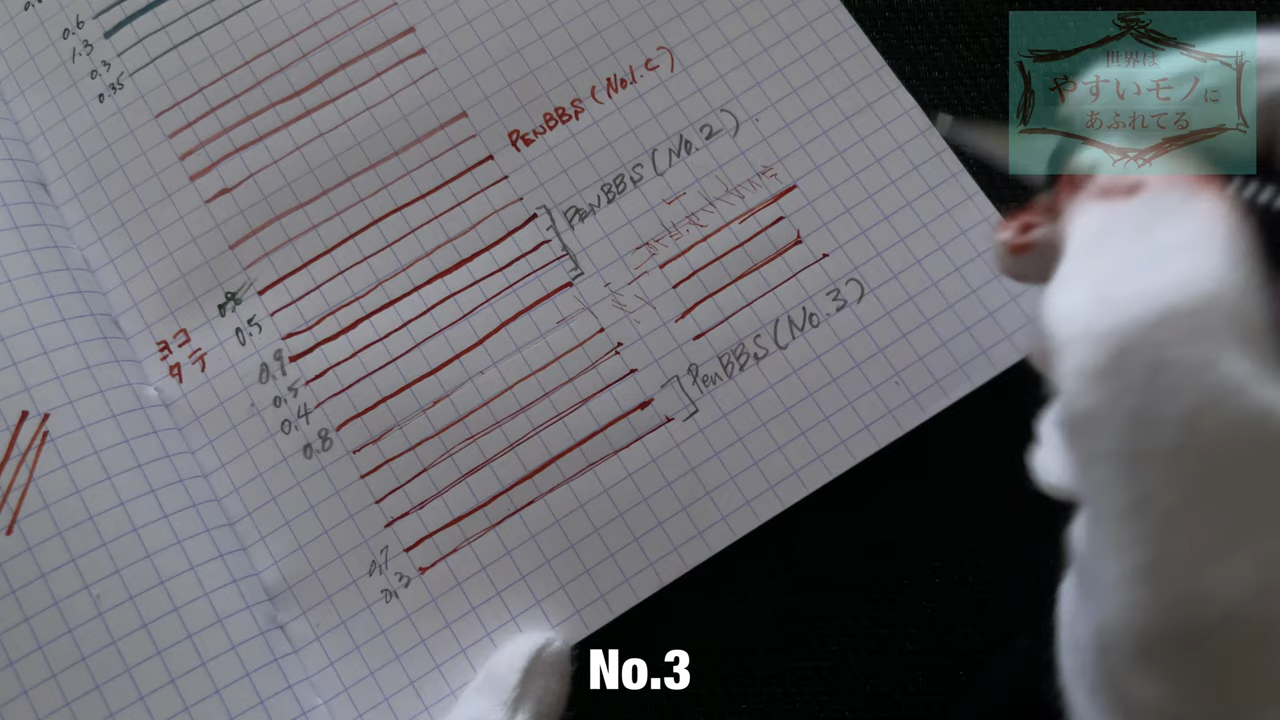 0.6
1.3
0.3
0.35
世界は
やすいモノに
あふれてる
PENBBS (No1.C)
PENBBS (No.2)
0.5
ヨコ
タテ
0.9
0.5
0.4
0.8
PenBBS (No.3)
0.7
0.3
No.3